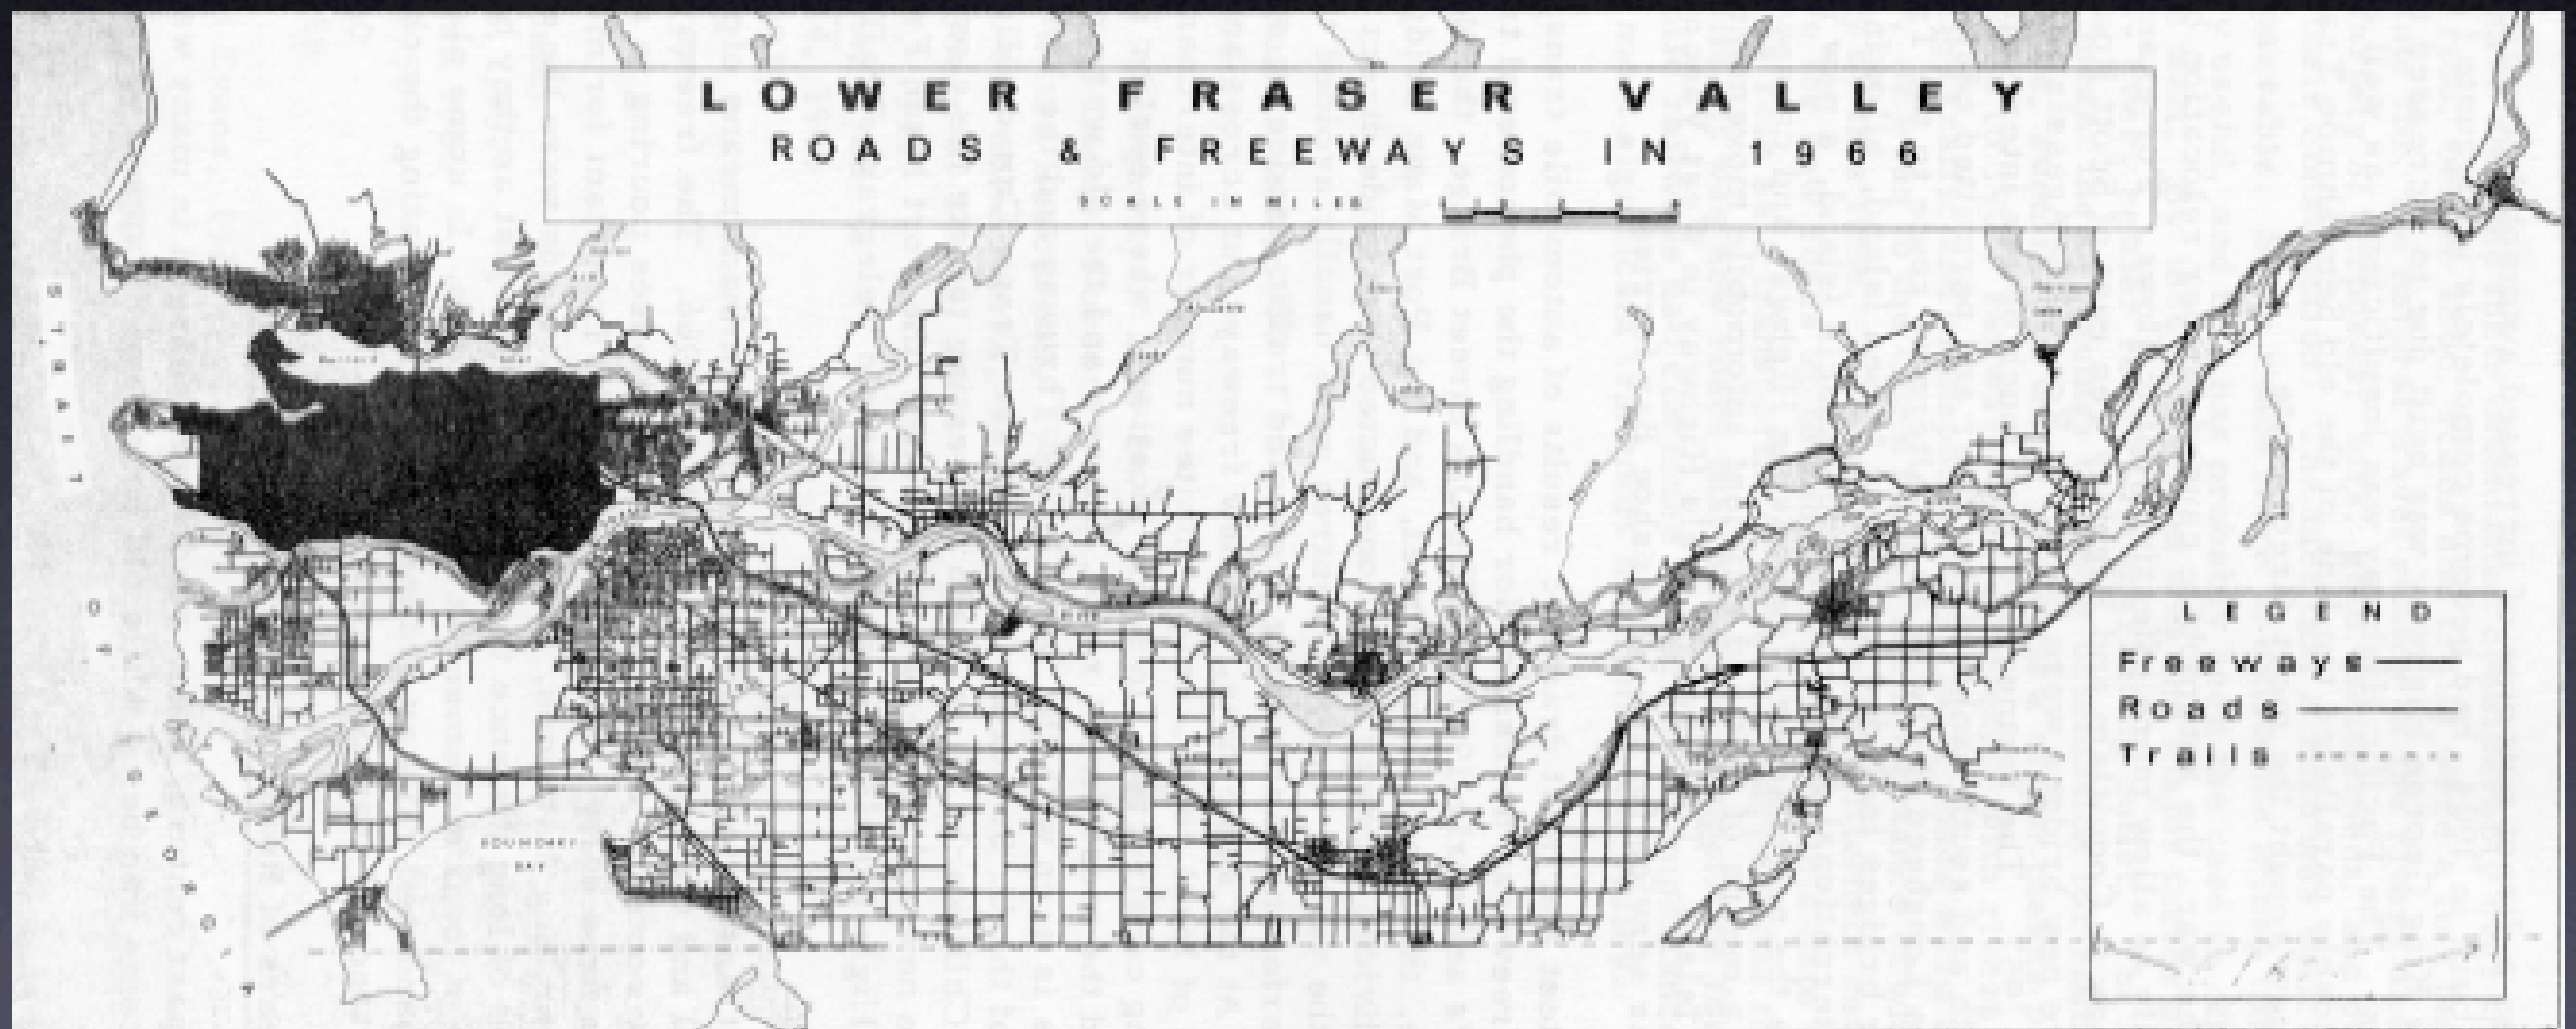 LOWER FRASER VALLEY
ROADS & FREEWAYS IN 1966
SCALE IN MILES
STRAIT
OF
GEORGIA
BOUNDARY
BAY
LEGEND
Freeways
Roads
Trails